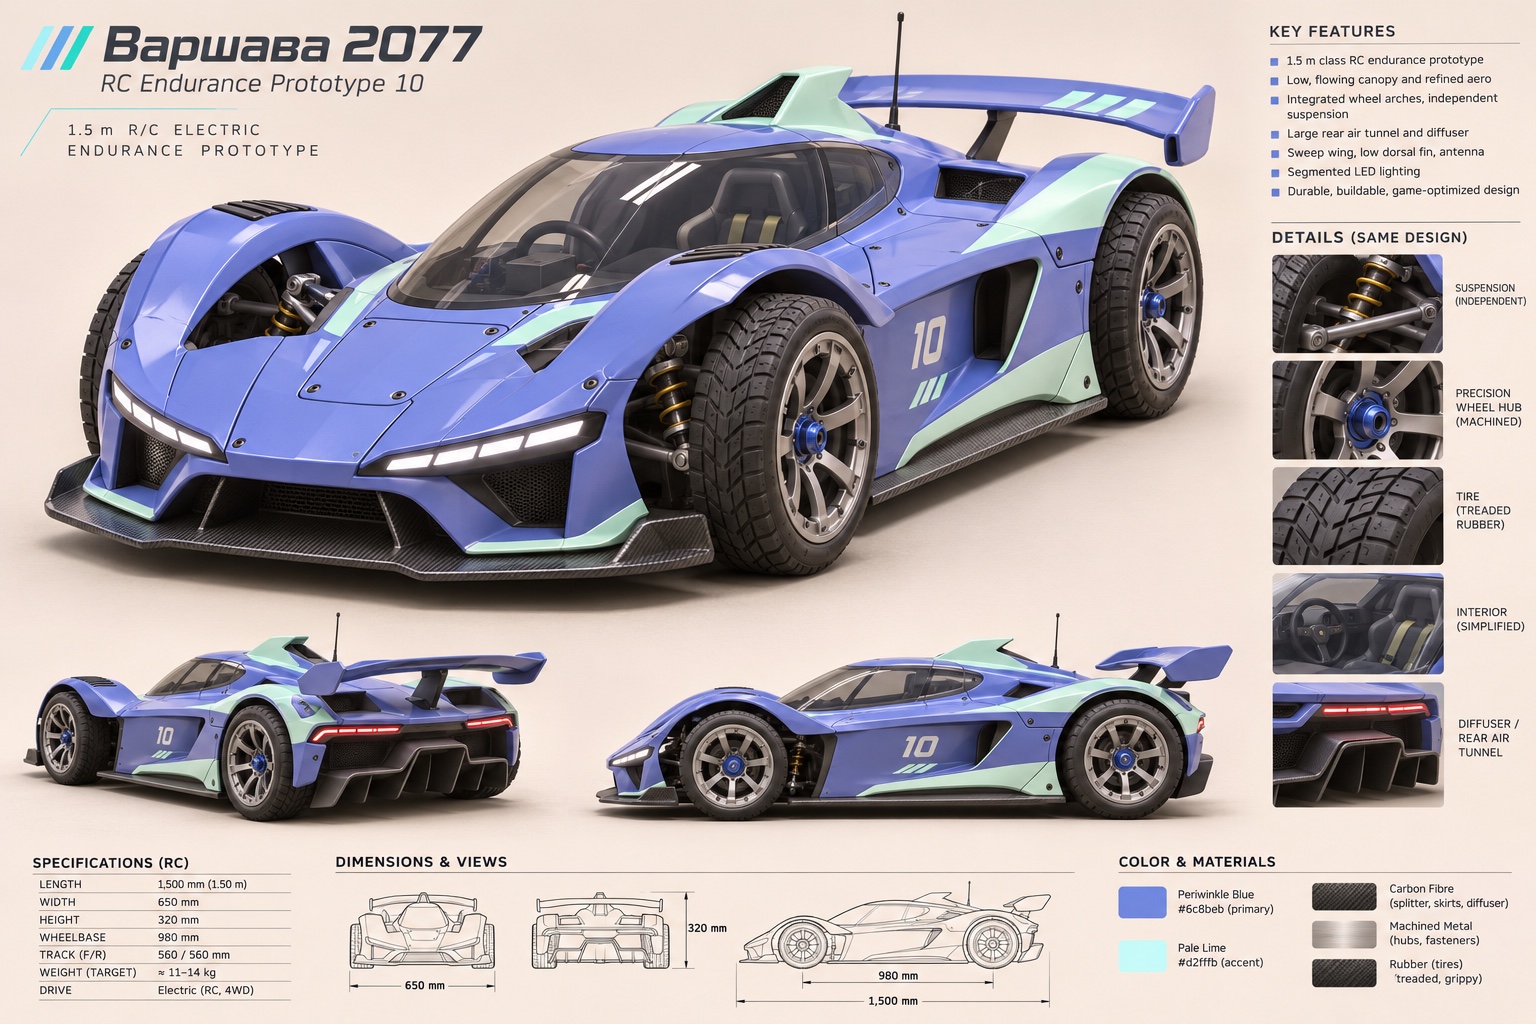 Варшава 2077
RC Endurance Prototype 10
1.5 m R/C ELECTRIC
ENDURANCE PROTOTYPE
10
10
10
KEY FEATURES
1.5 m class RC endurance prototype
Low, flowing canopy and refined aero
Integrated wheel arches, independent
suspension
Large rear air tunnel and diffuser
Sweep wing, low dorsal fin, antenna
Segmented LED lighting
Durable, buildable, game-optimized design
DETAILS (SAME DESIGN)
SUSPENSION
(INDEPENDENT)
PRECISION
WHEEL HUB
(MACHINED)
TIRE
(TREADED
RUBBER)
INTERIOR
(SIMPLIFIED)
DIFFUSER /
REAR AIR
TUNNEL
SPECIFICATIONS (RC)
LENGTH 1,500 mm (1.50 m)
WIDTH 650 mm
HEIGHT 320 mm
WHEELBASE 980 mm
TRACK (F/R) 560 / 560 mm
WEIGHT (TARGET) ≈ 11–14 kg
DRIVE Electric (RC, 4WD)
DIMENSIONS & VIEWS
650 mm
320 mm
980 mm
1,500 mm
COLOR & MATERIALS
Periwinkle Blue
#6c8beb (primary)
Pale Lime
#d2fffb (accent)
Carbon Fibre
(splitter, skirts, diffuser)
Machined Metal
(hubs, fasteners)
Rubber (tires)
'treaded, grippy)